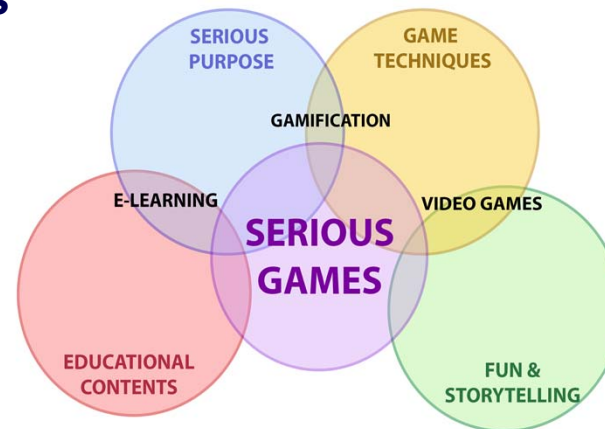 SERIOUS
PURPOSE
GAME
TECHNIQUES
GAMIFICATION
E-LEARNING
VIDEO GAMES
SERIOUS
GAMES
EDUCATIONAL
CONTENTS
FUN &
STORYTELLING